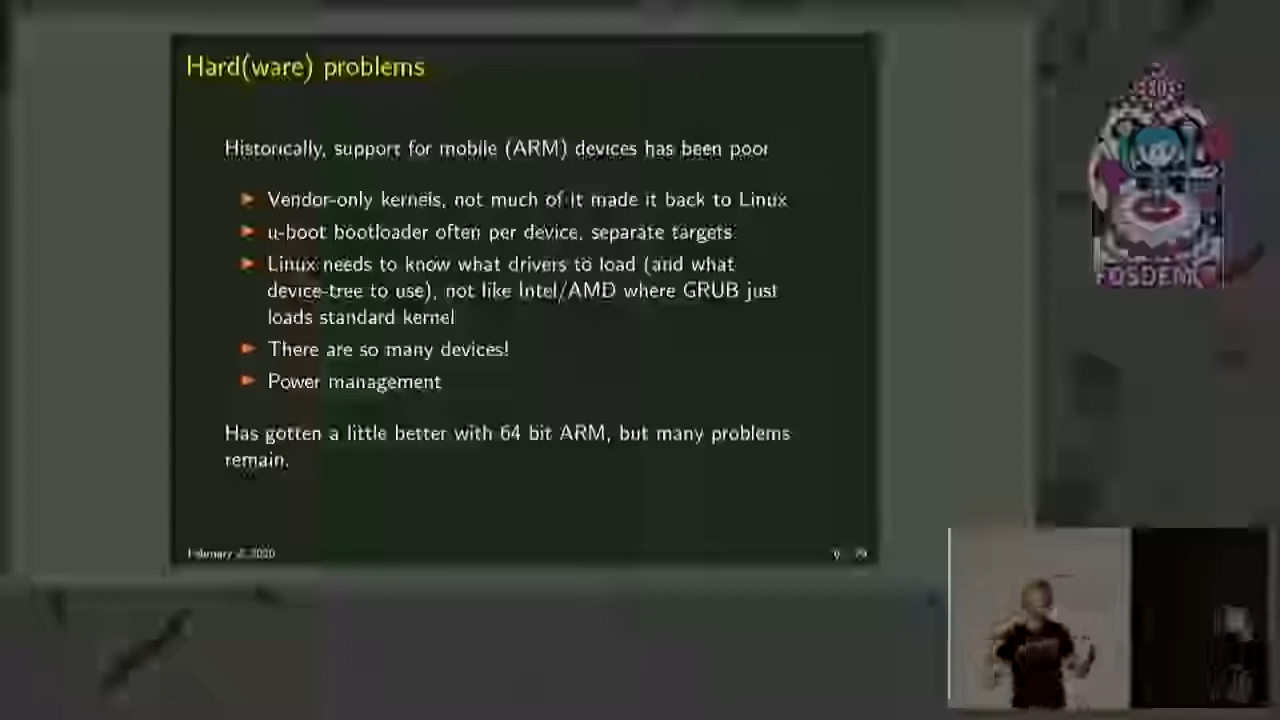 Hard(ware) problems
Historically, support for mobile (ARM) devices has been poor
Vendor-only kernels, not much of it made it back to Linux
u-boot bootloader often per device, separate targets
Linux needs to know what drivers to load (and what
device-tree to use), not like Intel/AMD where GRUB just
loads standard kernel
There are so many devices!
Power management
Has gotten a little better with 64 bit ARM, but many problems
remain.
February 2020
FOSDEM